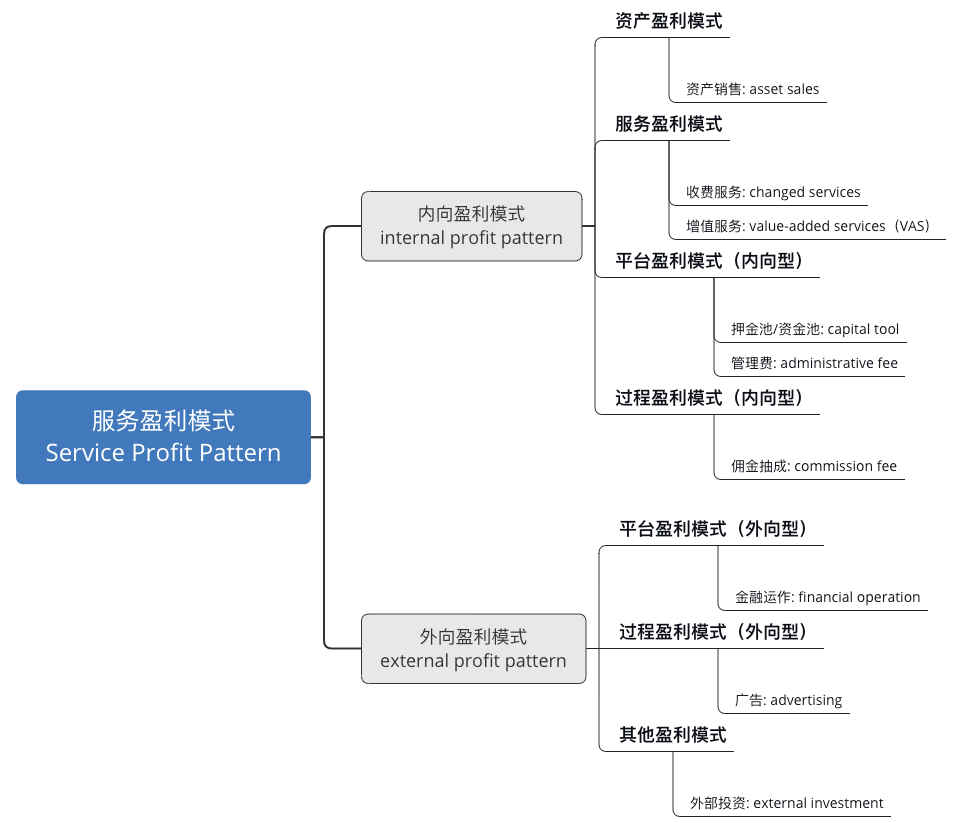 服务盈利模式
Service Profit Pattern
内向盈利模式
internal profit pattern
资产盈利模式
资产销售: asset sales
服务盈利模式
收费服务: changed services
增值服务: value-added services（VAS）
平台盈利模式（内向型）
押金池/资金池: capital tool
管理费: administrative fee
过程盈利模式（内向型）
佣金抽成: commission fee
外向盈利模式
external profit pattern
平台盈利模式（外向型）
金融运作: financial operation
过程盈利模式（外向型）
广告: advertising
其他盈利模式
外部投资: external investment